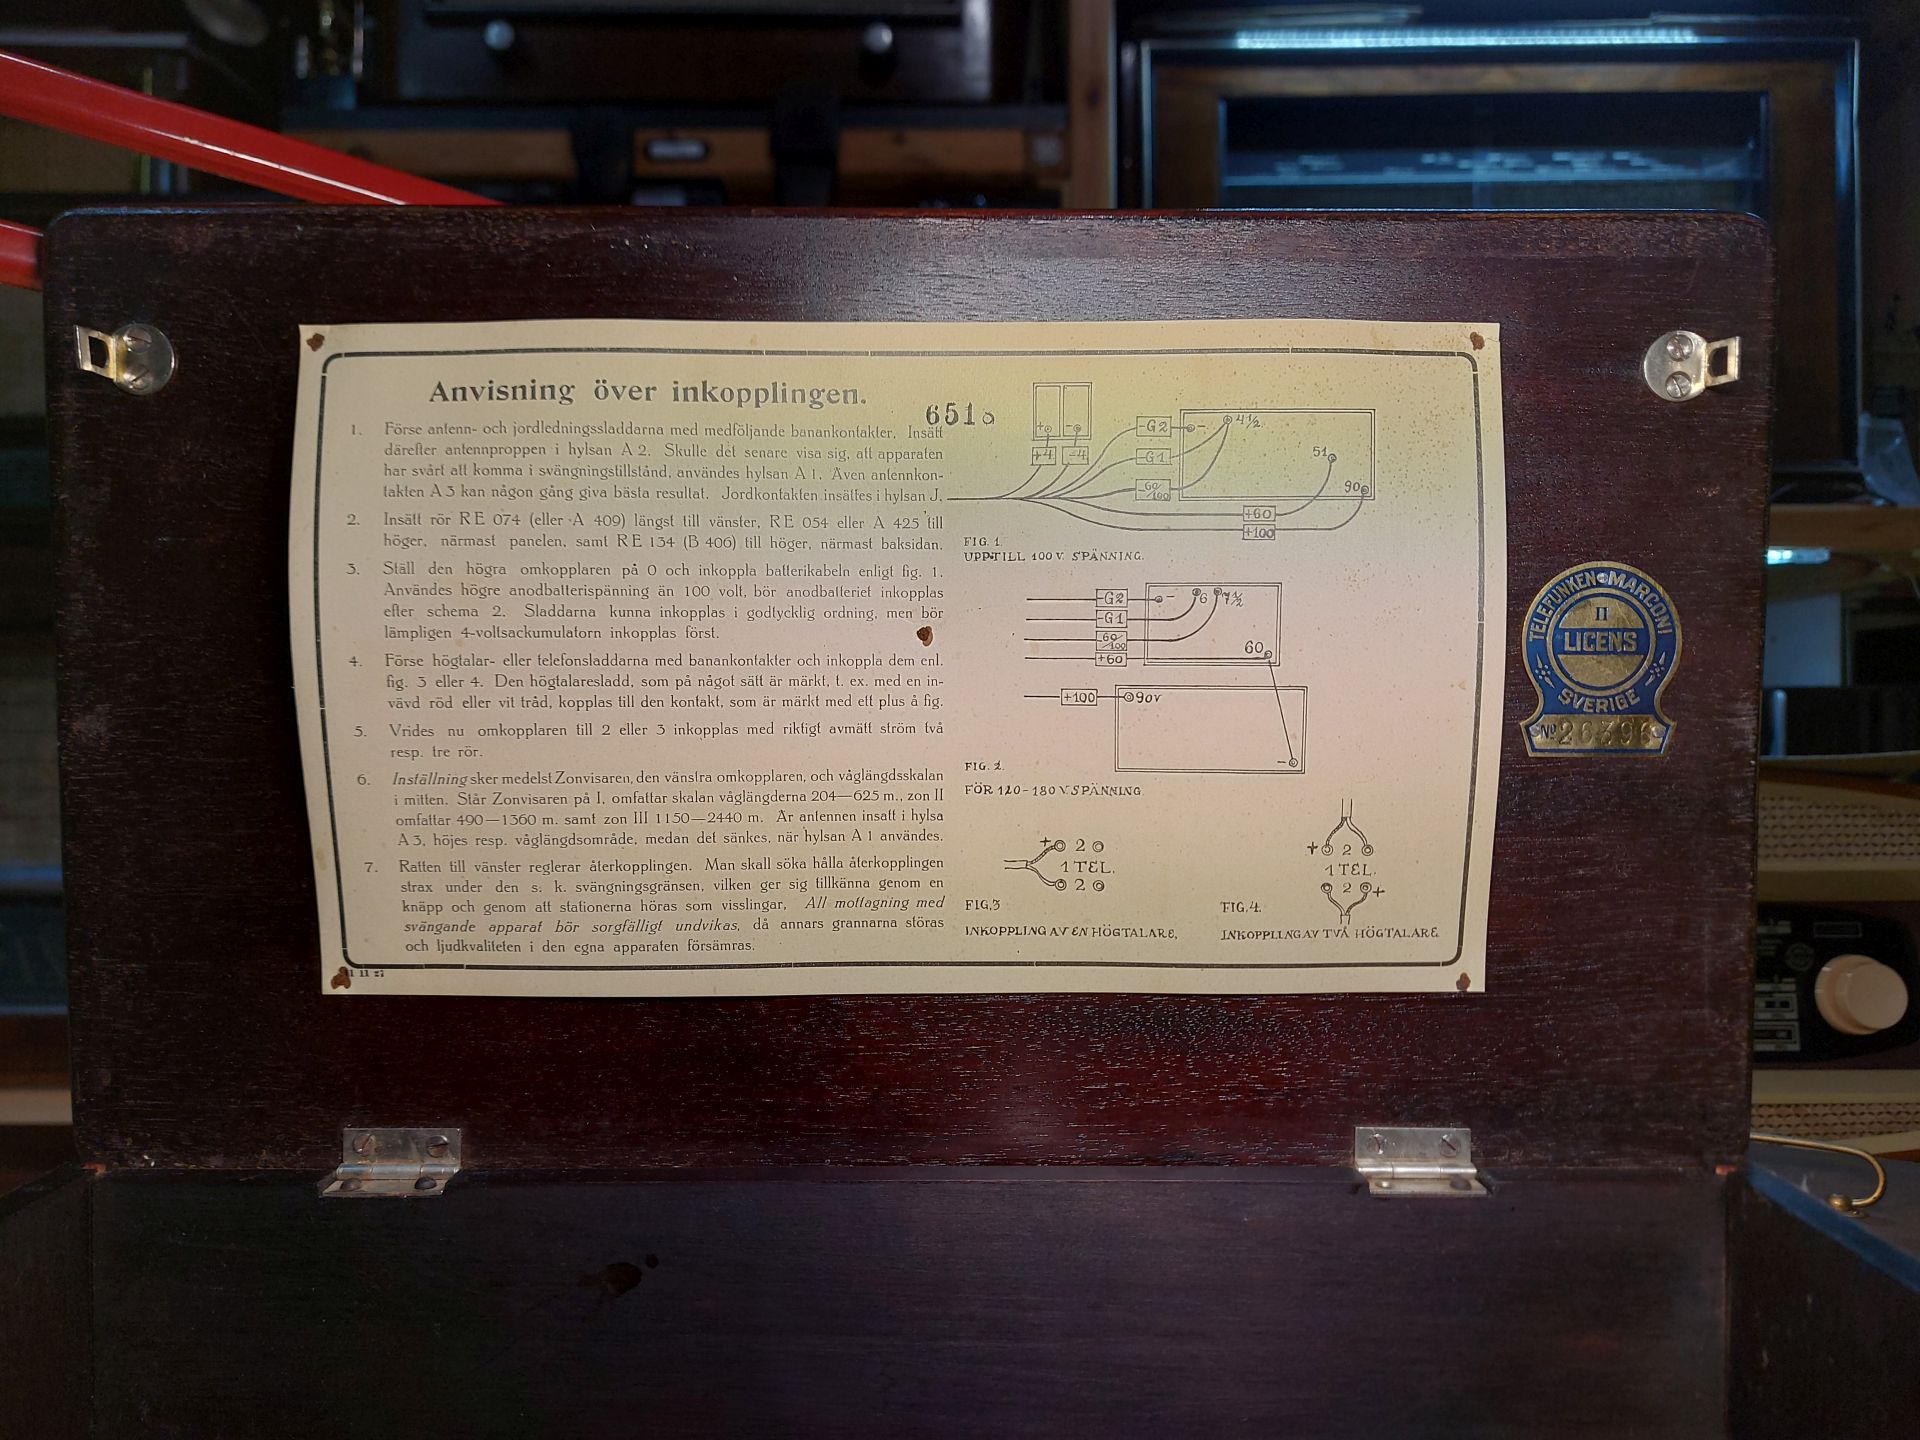 Anvisning över inkopplingen.
651a
1. Förse antenn- och jordledningssladdarna med medföljande banankontakter. Insätt
därefter antennproppen i hylsan A 2. Skulle det senare visa sig, att apparaten
har svårt att komma i svängningstillstånd, användes hylsan A 1. Även antennkon-
takten A 3 kan någon gång giva bästa resultat. Jordkontakten insättes i hylsan J.
2. Insätt rör RE 074 (eller A 409) längst till vänster, RE 054 eller A 425 till
höger, närmast panelen, samt RE 134 (B 406) till höger, närmast baksidan.
3. Ställ den högra omkopplaren på 0 och inkoppla batterikabeln enligt fig. 1.
Användes högre anodbatterispänning än 100 volt, bör anodbatteriet inkopplas
efter schema 2. Sladdarna kunna inkopplas i godtycklig ordning, men bör
lämpligen 4-voltsackumulatorn inkopplas först.
4. Förse högtalar- eller telefonsladdarna med banankontakter och inkoppla dem enl.
fig. 3 eller 4. Den högtalaresladd, som på något sätt är märkt, t. ex. med en in-
vävd röd eller vit tråd, kopplas till den kontakt, som är märkt med ett plus å fig.
5. Vrides nu omkopplaren till 2 eller 3 inkopplas med riktigt avmätt ström två
resp. tre rör.
6. Inställning sker medelst Zonvisaren, den vänstra omkopplaren, och våglängdsskalan
i mitten. Står Zonvisaren på I, omfattar skalan våglängderna 204—625 m., zon II
omfattar 490—1360 m. samt zon III 1150—2440 m. Är antennen insatt i hylsa
A 3, höjes resp. våglängdsområde, medan det sänkes, när hylsan A 1 användes.
7. Ratten till vänster reglerar återkopplingen. Man skall söka hålla återkopplingen
strax under den s. k. svängningsgränsen, vilken ger sig tillkänna genom en
knäpp och genom att stationerna höras som visslingar. All mottagning med
svängande apparat bör sorgfälligt undvikas, då annars grannarna störas
och ljudkvaliteten i den egna apparaten försämras.
+ -
+4 -4
-G2 - 4½
-G1 51
60/100 90
+60
+100
FIG. 1.
UPP TILL 100 V. SPÄNNING.
-G2 - 6 7½
-G1
60/100 60
+60
+100 90V
-
FIG. 2.
FÖR 120-180 V. SPÄNNING.
+ 2
1 TEL.
2
FIG. 3
INKOPPLING AV EN HÖGTALARE.
+ 2
1 TEL.
2 +
FIG. 4.
INKOPPLING AV TVÅ HÖGTALARE.
TELEFUNKEN MARCONI
II
LICENS
SVERIGE
No 26396